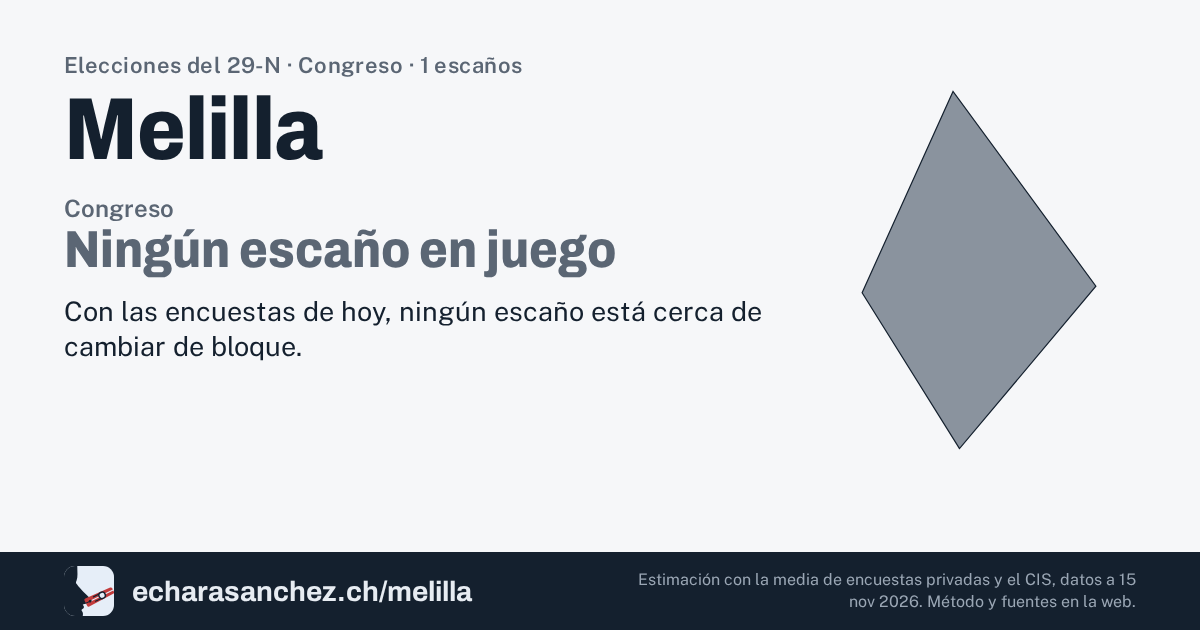 Elecciones del 29-N · Congreso · 1 escaños
Melilla
Congreso
Ningún escaño en juego
Con las encuestas de hoy, ningún escaño está cerca de
cambiar de bloque.
echarasanchez.ch/melilla
Estimación con la media de encuestas privadas y el CIS, datos a 15
nov 2026. Método y fuentes en la web.